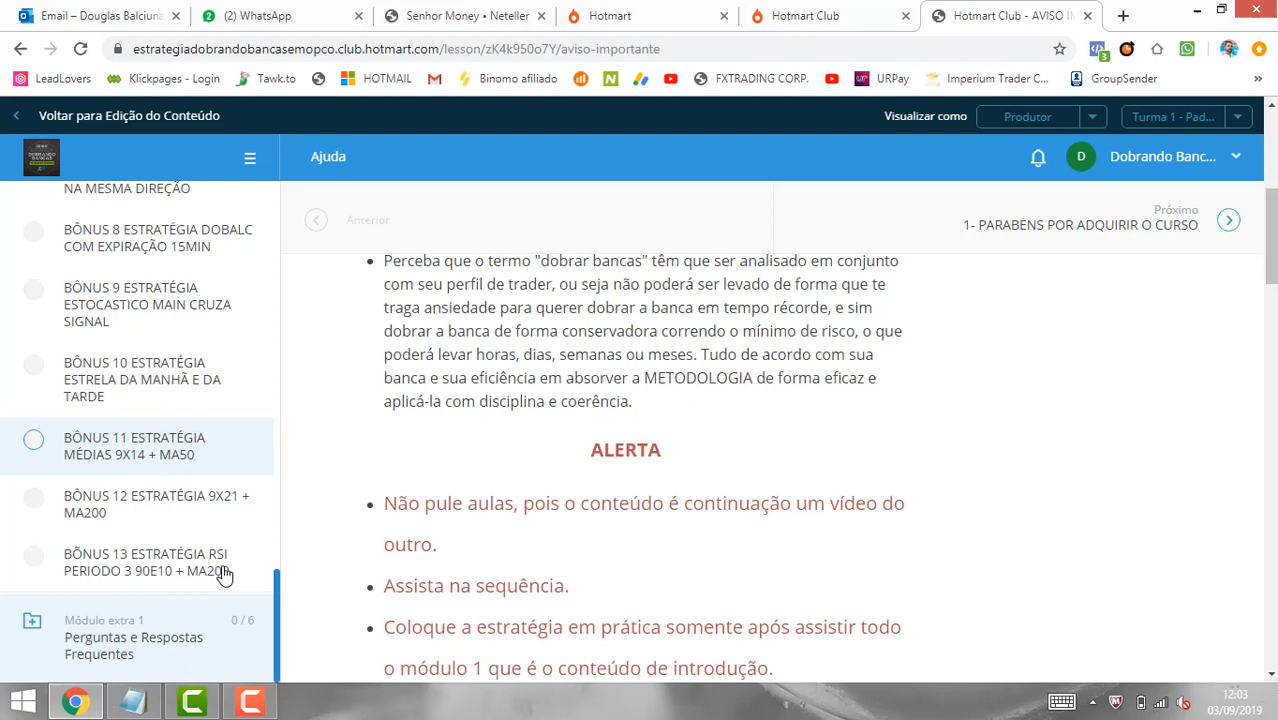 Email – Douglas Balciuna
(2) WhatsApp
Senhor Money • Neteller
Hotmart
Hotmart Club
Hotmart Club - AVISO IM
estrategiadobrandobancasemopco.club.hotmart.com/lesson/zK4k950o7Y/aviso-importante
3
LeadLovers
Klickpages - Login
Tawk.to
HOTMAIL
Binomo afiliado
FXTRADING CORP.
URPay
Imperium Trader C...
GroupSender
»
Voltar para Edição do Conteúdo
Visualizar como
Produtor
Turma 1 - Pad...
Ajuda
D
Dobrando Banc...
NA MESMA DIREÇÃO
BÔNUS 8 ESTRATÉGIA DOBALC
COM EXPIRAÇÃO 15MIN
BÔNUS 9 ESTRATÉGIA
ESTOCASTICO MAIN CRUZA
SIGNAL
BÔNUS 10 ESTRATÉGIA
ESTRELA DA MANHÃ E DA
TARDE
BÔNUS 11 ESTRATÉGIA
MÉDIAS 9X14 + MA50
BÔNUS 12 ESTRATÉGIA 9X21 +
MA200
BÕNUS 13 ESTRATÉGIA RSI
PERIODO 3 90E10 +
Módulo extra 1
0 / 6
Perguntas e Respostas
Frequentes
Anterior
Próximo
1- PARABÉNS POR ADQUIRIR O CURSO
Perceba que o termo "dobrar bancas" têm que ser analisado em conjunto
com seu perfil de trader, ou seja não poderá ser levado de forma que te
traga ansiedade para querer dobrar a banca em tempo récorde, e sim
dobrar a banca de forma conservadora correndo o mínimo de risco, o que
poderá levar horas, dias, semanas ou meses. Tudo de acordo com sua
banca e sua eficiência em absorver a METODOLOGIA de forma eficaz e
aplicá-la com disciplina e coerência.
ALERTA
Não pule aulas, pois o conteúdo é continuação um vídeo do
outro.
Assista na sequência.
Coloque a estratégia em prática somente após assistir todo
o módulo 1 que é o conteúdo de introdução.
12:03
03/09/2019